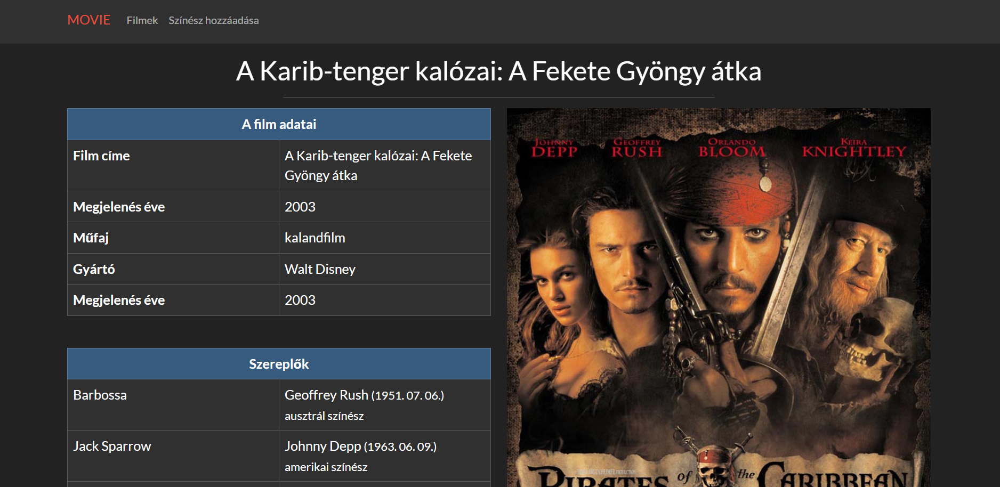 MOVIE Filmek Színész hozzáadása
A Karib-tenger kalózai: A Fekete Gyöngy átka
A film adatai
Film címe A Karib-tenger kalózai: A Fekete
Gyöngy átka
Megjelenés éve 2003
Műfaj kalandfilm
Gyártó Walt Disney
Megjelenés éve 2003
Szereplők
Barbossa Geoffrey Rush (1951. 07. 06.)
ausztrál színész
Jack Sparrow Johnny Depp (1963. 06. 09.)
amerikai színész
JOHNNY DEPP GEOFFREY RUSH ORLANDO BLOOM KEIRA KNIGHTLEY
PIRATES of the CARIBBEAN